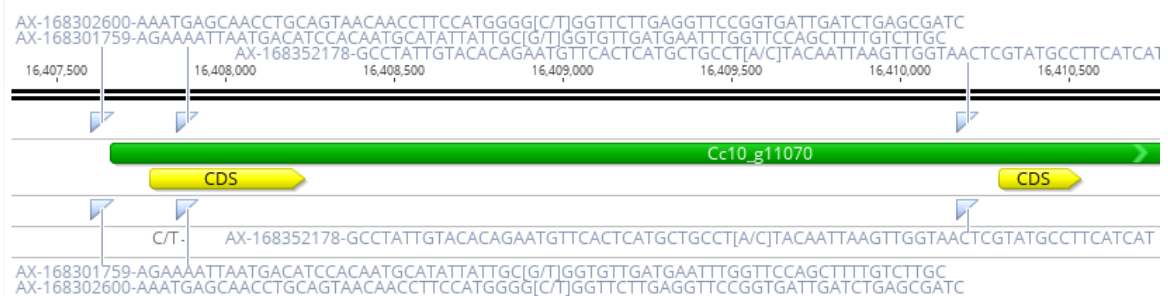 AX-168302600-AAATGAGCAACCTGCAGTAACAACCTTCCATGGGG[C/T]GGTTCTTGAGGTTCCGGTGATTGATCTGAGCGATC
AX-168301759-AGAAAATTAATGACATCCACAATGCATATTATTGC[G/T]GGTGTTGATGAATTTGGTTCCAGCTTTTGTCTTGC
AX-168352178-GCCTATTGTACACAGAATGTTCACTCATGCTGCCT[A/C]TACAATTAAGTTGGTAACTCGTATGCCTTCATCAT
16,407,500 16,408,000 16,408,500 16,409,000 16,409,500 16,410,000 16,410,500
Cc10_g11070
CDS CDS
C/T- AX-168352178-GCCTATTGTACACAGAATGTTCACTCATGCTGCCT[A/C]TACAATTAAGTTGGTAACTCGTATGCCTTCATCAT
AX-168301759-AGAAAATTAATGACATCCACAATGCATATTATTGC[G/T]GGTGTTGATGAATTTGGTTCCAGCTTTTGTCTTGC
AX-168302600-AAATGAGCAACCTGCAGTAACAACCTTCCATGGGG[C/T]GGTTCTTGAGGTTCCGGTGATTGATCTGAGCGATC